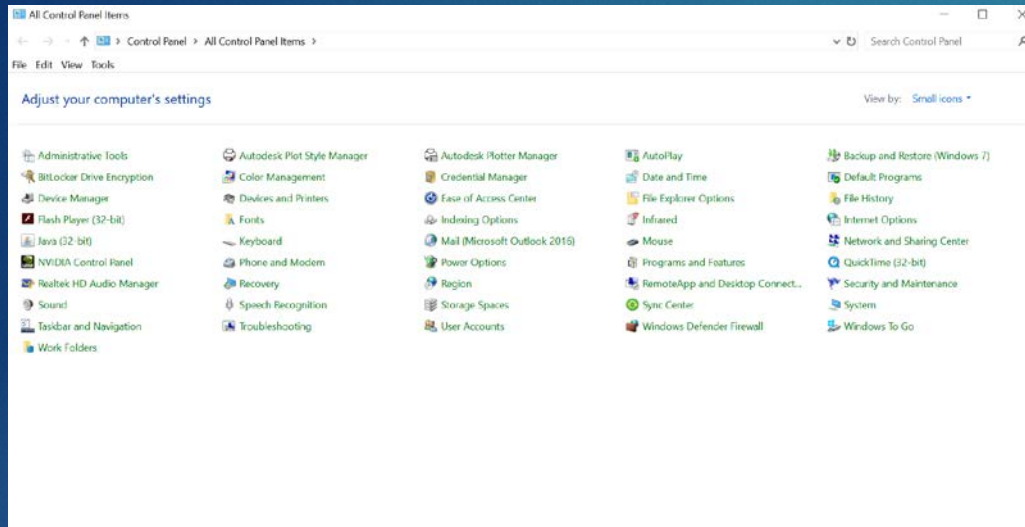 All Control Panel Items
Control Panel > All Control Panel Items >
Search Control Panel
File Edit View Tools
Adjust your computer's settings
View by: Small icons
Administrative Tools Autodesk Plot Style Manager Autodesk Plotter Manager AutoPlay Backup and Restore (Windows 7)
BitLocker Drive Encryption Color Management Credential Manager Date and Time Default Programs
Device Manager Devices and Printers Ease of Access Center File Explorer Options File History
Flash Player (32-bit) Fonts Indexing Options Infrared Internet Options
Java (32-bit) Keyboard Mail (Microsoft Outlook 2016) Mouse Network and Sharing Center
NVIDIA Control Panel Phone and Modem Power Options Programs and Features QuickTime (32-bit)
Realtek HD Audio Manager Recovery Region RemoteApp and Desktop Connect... Security and Maintenance
Sound Speech Recognition Storage Spaces Sync Center System
Taskbar and Navigation Troubleshooting User Accounts Windows Defender Firewall Windows To Go
Work Folders